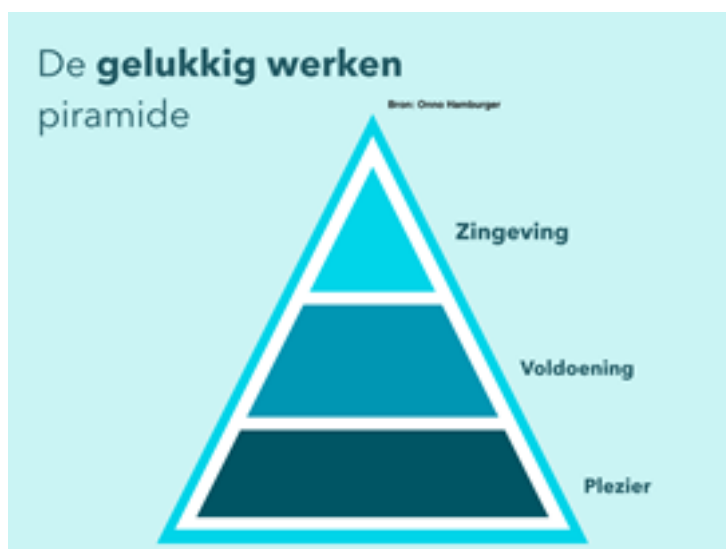 De gelukkig werken
piramide
Bron: Onno Hamburger
Zingeving
Voldoening
Plezier